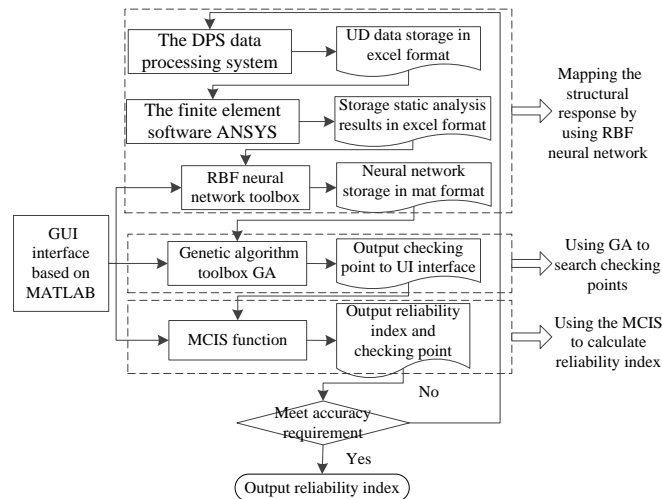 The DPS data
processing system
UD data storage in
excel format
The finite element
software ANSYS
Storage static analysis
results in excel format
Mapping the
structural
response by
using RBF
neural network
RBF neural
network toolbox
Neural network
storage in mat format
GUI
interface
based on
MATLAB
Genetic algorithm
toolbox GA
Output checking
point to UI interface
Using GA to
search checking
points
MCIS function
Output reliability
index and
checking point
Using the MCIS
to calculate
reliability index
No
Meet accuracy
requirement
Yes
Output reliability index